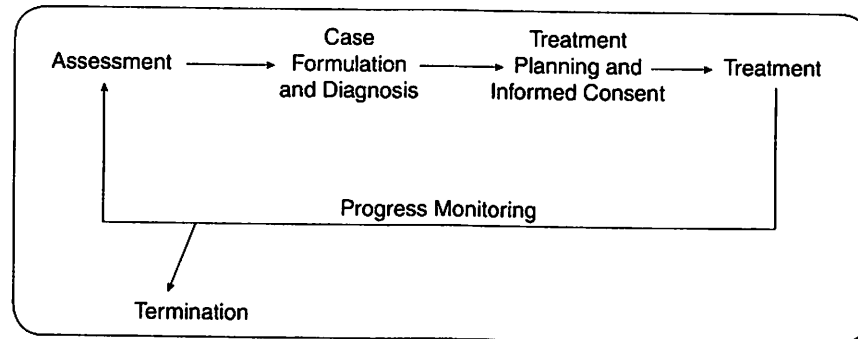 Assessment
Case
Formulation
and Diagnosis
Treatment
Planning and
Informed Consent
Treatment
Progress Monitoring
Termination